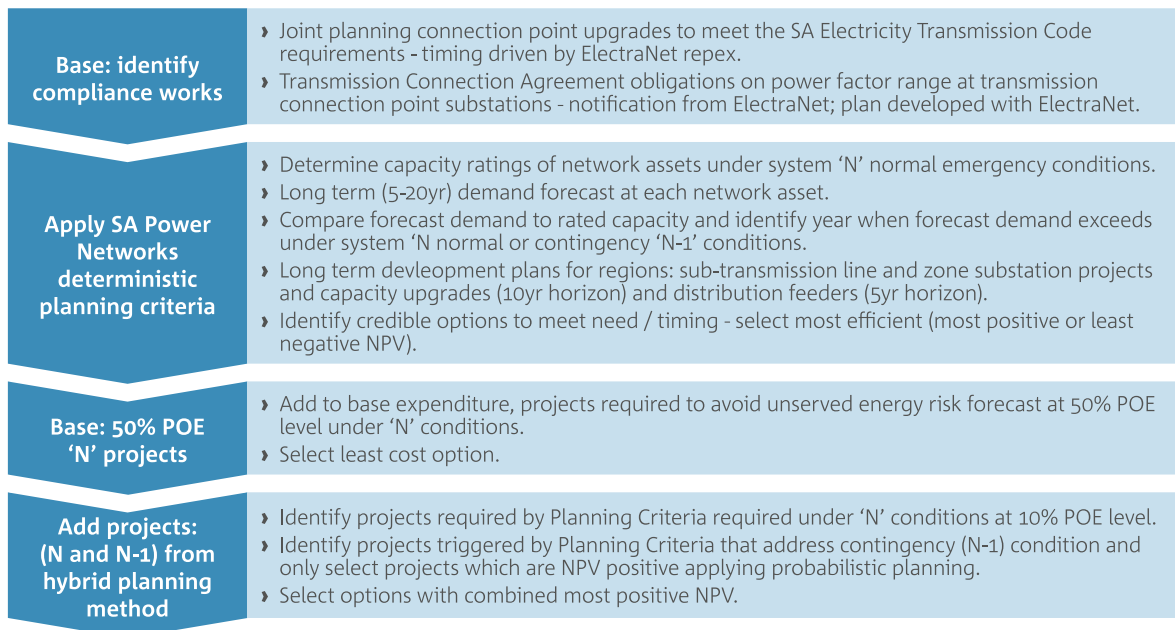 Base: identify
compliance works
› Joint planning connection point upgrades to meet the SA Electricity Transmission Code
requirements - timing driven by ElectraNet repex.
› Transmission Connection Agreement obligations on power factor range at transmission
connection point substations - notification from ElectraNet; plan developed with ElectraNet.
Apply SA Power
Networks
deterministic
planning criteria
› Determine capacity ratings of network assets under system ‘N’ normal emergency conditions.
› Long term (5-20yr) demand forecast at each network asset.
› Compare forecast demand to rated capacity and identify year when forecast demand exceeds
under system ‘N normal or contingency ‘N-1’ conditions.
› Long term devleopment plans for regions: sub-transmission line and zone substation projects
and capacity upgrades (10yr horizon) and distribution feeders (5yr horizon).
› Identify credible options to meet need / timing - select most efficient (most positive or least
negative NPV).
Base: 50% POE
‘N’ projects
› Add to base expenditure, projects required to avoid unserved energy risk forecast at 50% POE
level under ‘N’ conditions.
› Select least cost option.
Add projects:
(N and N-1) from
hybrid planning
method
› Identify projects required by Planning Criteria required under ‘N’ conditions at 10% POE level.
› Identify projects triggered by Planning Criteria that address contingency (N-1) condition and
only select projects which are NPV positive applying probabilistic planning.
› Select options with combined most positive NPV.